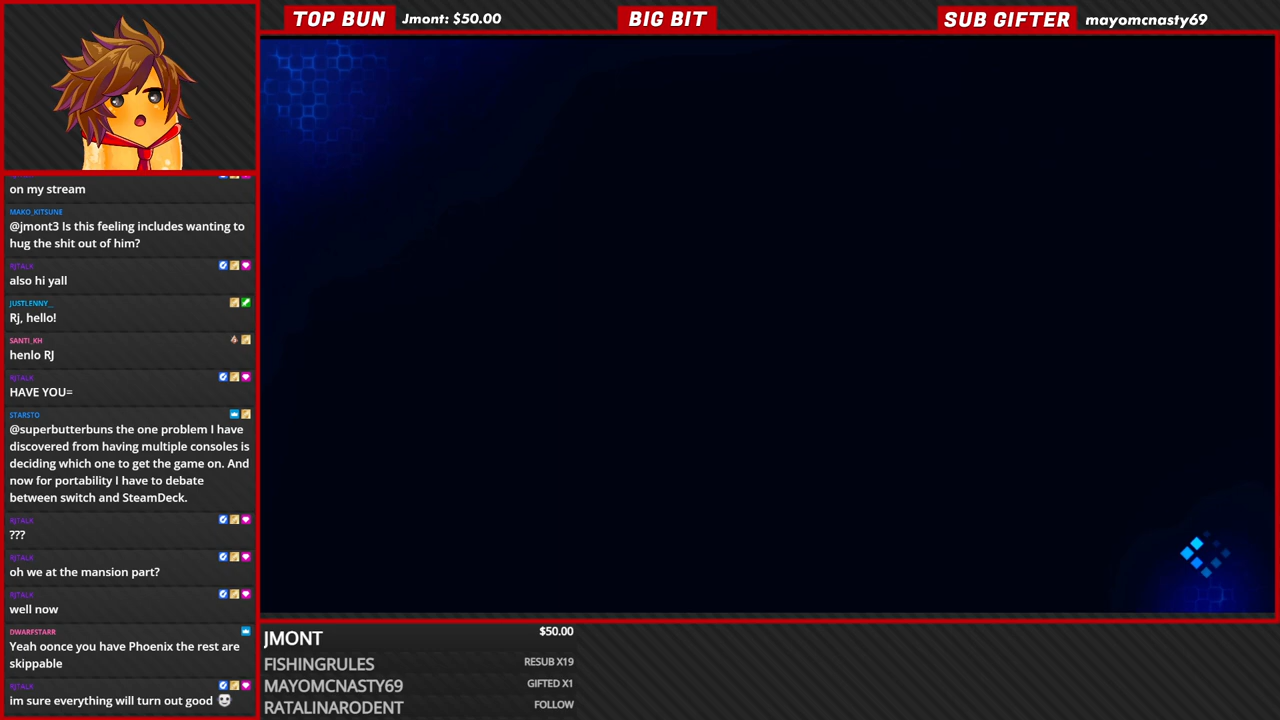 TOP BUN Jmont: $50.00 BIG BIT SUB GIFTER mayomcnasty69
on my stream
MAKO_KITSUNE
@jmont3 Is this feeling includes wanting to
hug the shit out of him?
RJTALK
also hi yall
JUSTLENNY_
Rj, hello!
SANTI_KH
henlo RJ
RJTALK
HAVE YOU=
STARSTO
@superbutterbuns the one problem I have
discovered from having multiple consoles is
deciding which one to get the game on. And
now for portability I have to debate
between switch and SteamDeck.
RJTALK
???
RJTALK
oh we at the mansion part?
RJTALK
well now
DWARFSTARR
Yeah oonce you have Phoenix the rest are
skippable
RJTALK
im sure everything will turn out good
JMONT $50.00
FISHINGRULES RESUB X19
MAYOMCNASTY69 GIFTED X1
RATALINARODENT FOLLOW